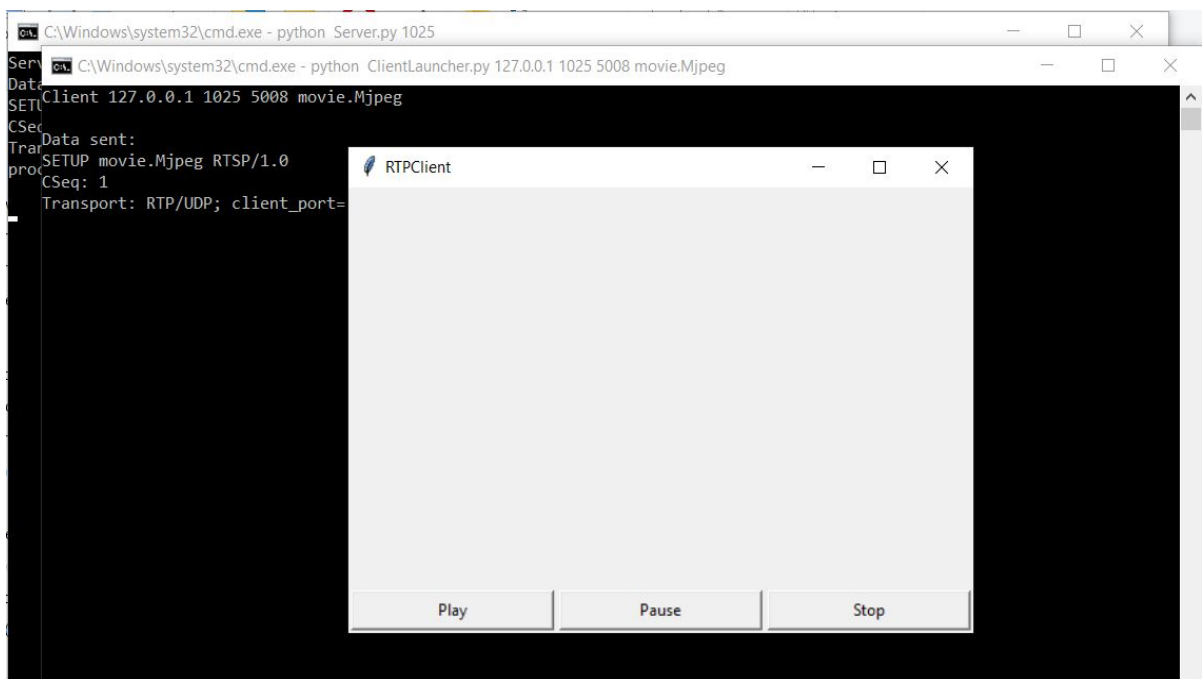 C:\Windows\system32\cmd.exe - python Server.py 1025
C:\Windows\system32\cmd.exe - python ClientLauncher.py 127.0.0.1 1025 5008 movie.Mjpeg
Client 127.0.0.1 1025 5008 movie.Mjpeg
Data sent:
SETUP movie.Mjpeg RTSP/1.0
CSeq: 1
Transport: RTP/UDP; client_port=
RTPClient
Play
Pause
Stop